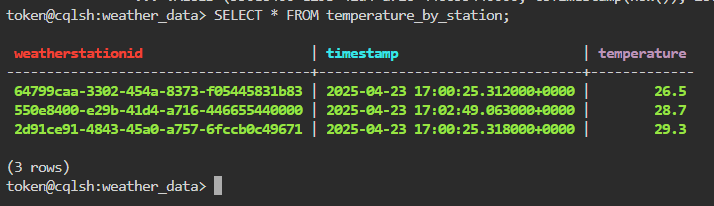 token@cqlsh:weather_data> SELECT * FROM temperature_by_station;
weatherstationid | timestamp | temperature
--------------------------------------+---------------------------------+-------------
64799caa-3302-454a-8373-f05445831b83 | 2025-04-23 17:00:25.312000+0000 | 26.5
550e8400-e29b-41d4-a716-446655440000 | 2025-04-23 17:02:49.063000+0000 | 28.7
2d91ce91-4843-45a0-a757-6fccb0c49671 | 2025-04-23 17:00:25.318000+0000 | 29.3
(3 rows)
token@cqlsh:weather_data>